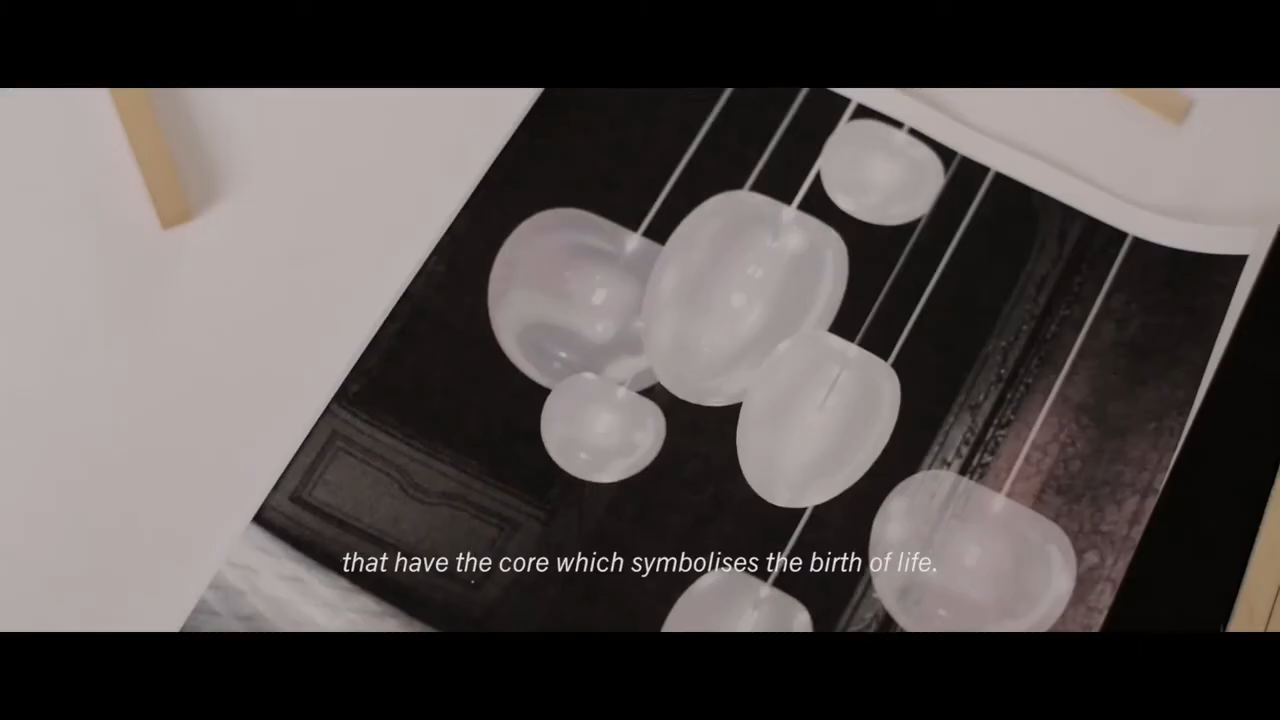 that have the core which symbolises the birth of life.